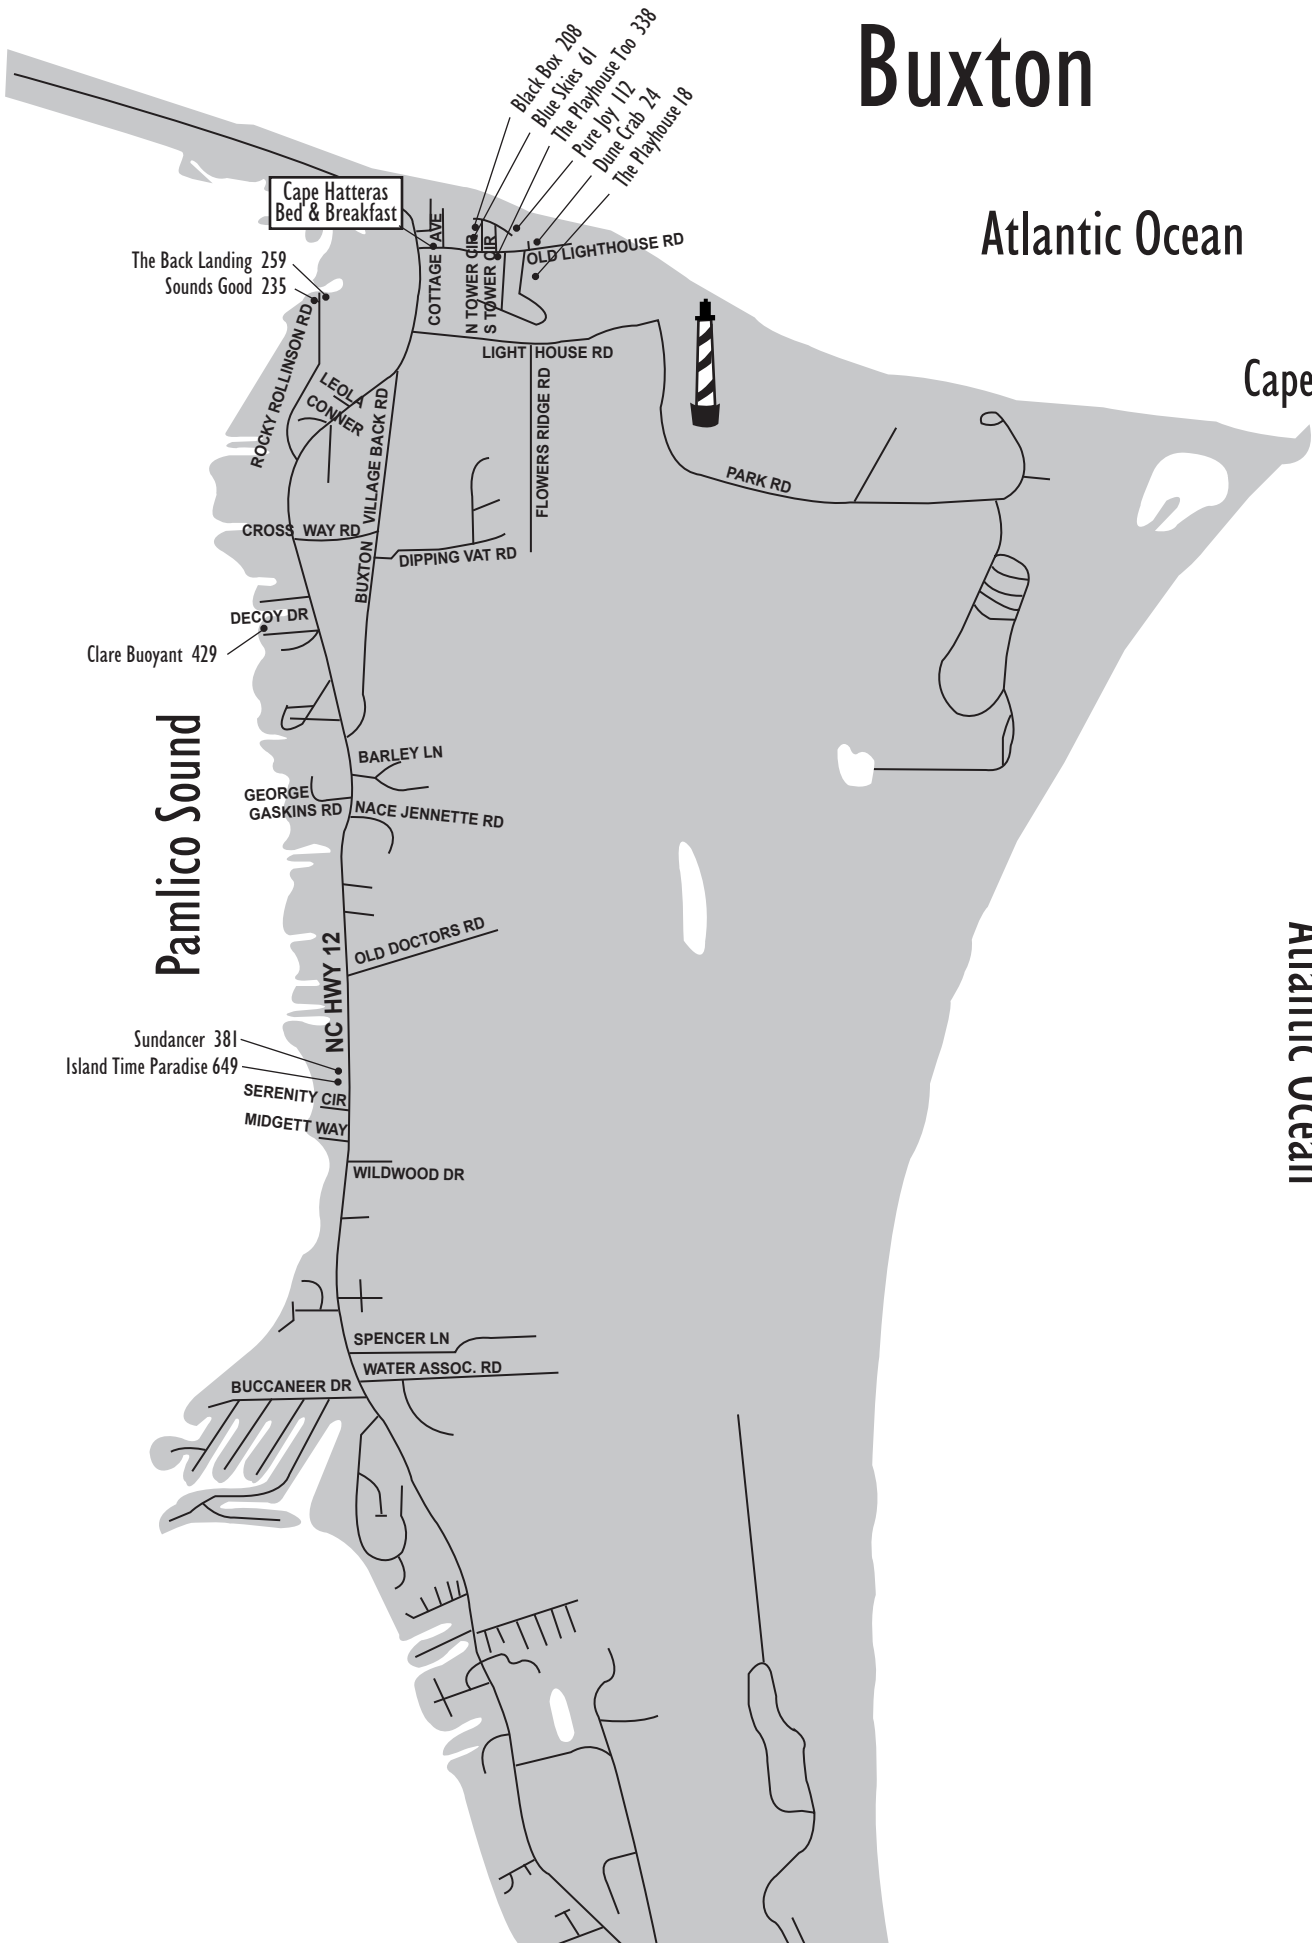 Buxton
Black Box 208
Blue Skies 61
The Playhouse Too 338
Pure Joy 112
Dune Crab 24
The Playhouse 18
Cape Hatteras
Bed & Breakfast
Atlantic Ocean
The Back Landing 259
Sounds Good 235
COTTAGE AVE
N TOWER CIR
S TOWER CIR
OLD LIGHTHOUSE RD
LIGHT HOUSE RD
Cape
ROCKY ROLLINSON RD
LEOLA
CONNER
BUXTON VILLAGE BACK RD
FLOWERS RIDGE RD
PARK RD
CROSS WAY RD
DIPPING VAT RD
DECOY DR
Clare Buoyant 429
Pamlico Sound
BARLEY LN
GEORGE
GASKINS RD
NACE JENNETTE RD
OLD DOCTORS RD
NC HWY 12
Atlantic Ocean
Sundancer 381
Island Time Paradise 649
SERENITY CIR
MIDGETT WAY
WILDWOOD DR
SPENCER LN
WATER ASSOC. RD
BUCCANEER DR